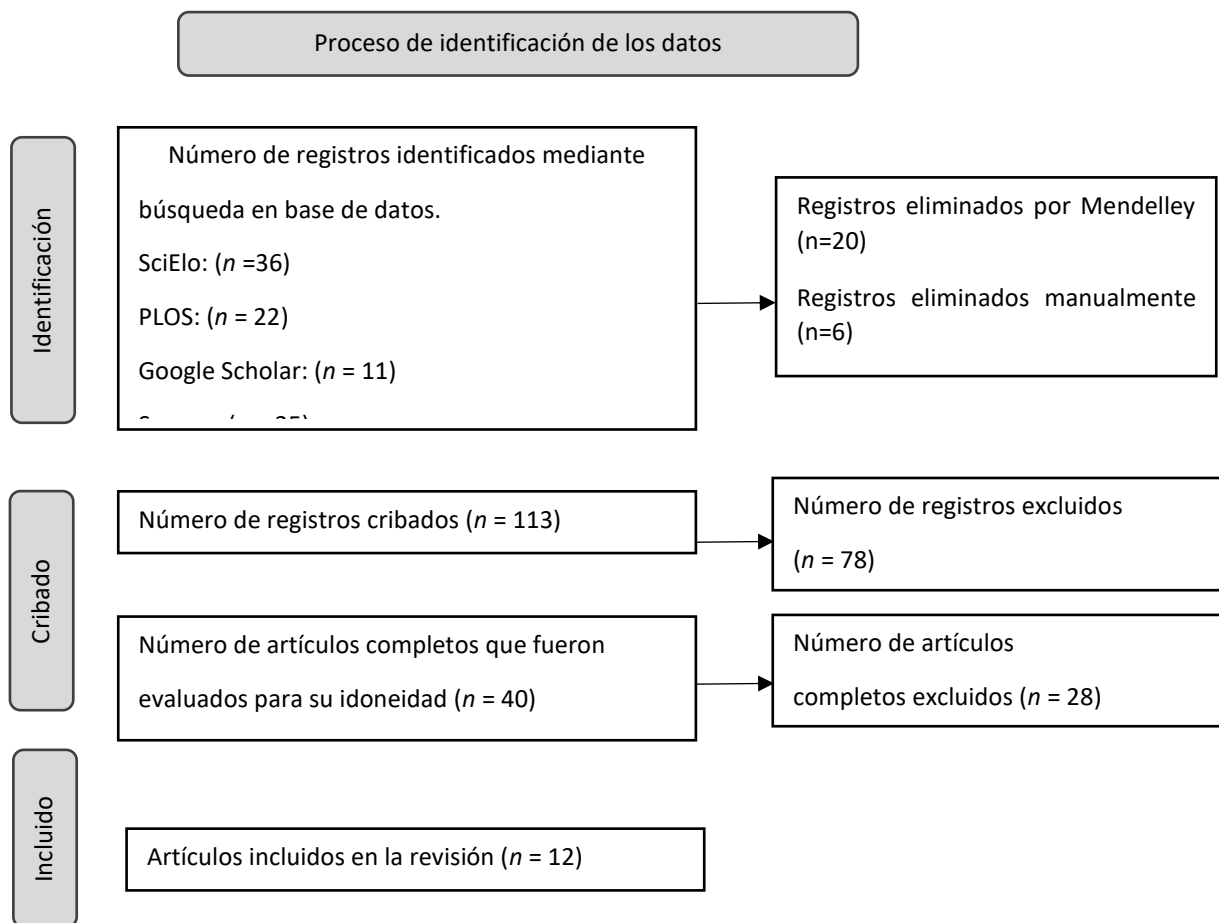 Proceso de identificación de los datos
Identificación
Número de registros identificados mediante
búsqueda en base de datos.
SciElo: (n =36)
PLOS: (n = 22)
Google Scholar: (n = 11)
Registros eliminados por Mendelley
(n=20)
Registros eliminados manualmente
(n=6)
Cribado
Número de registros cribados (n = 113)
Número de registros excluidos
(n = 78)
Número de artículos completos que fueron
evaluados para su idoneidad (n = 40)
Número de artículos
completos excluidos (n = 28)
Incluido
Artículos incluidos en la revisión (n = 12)